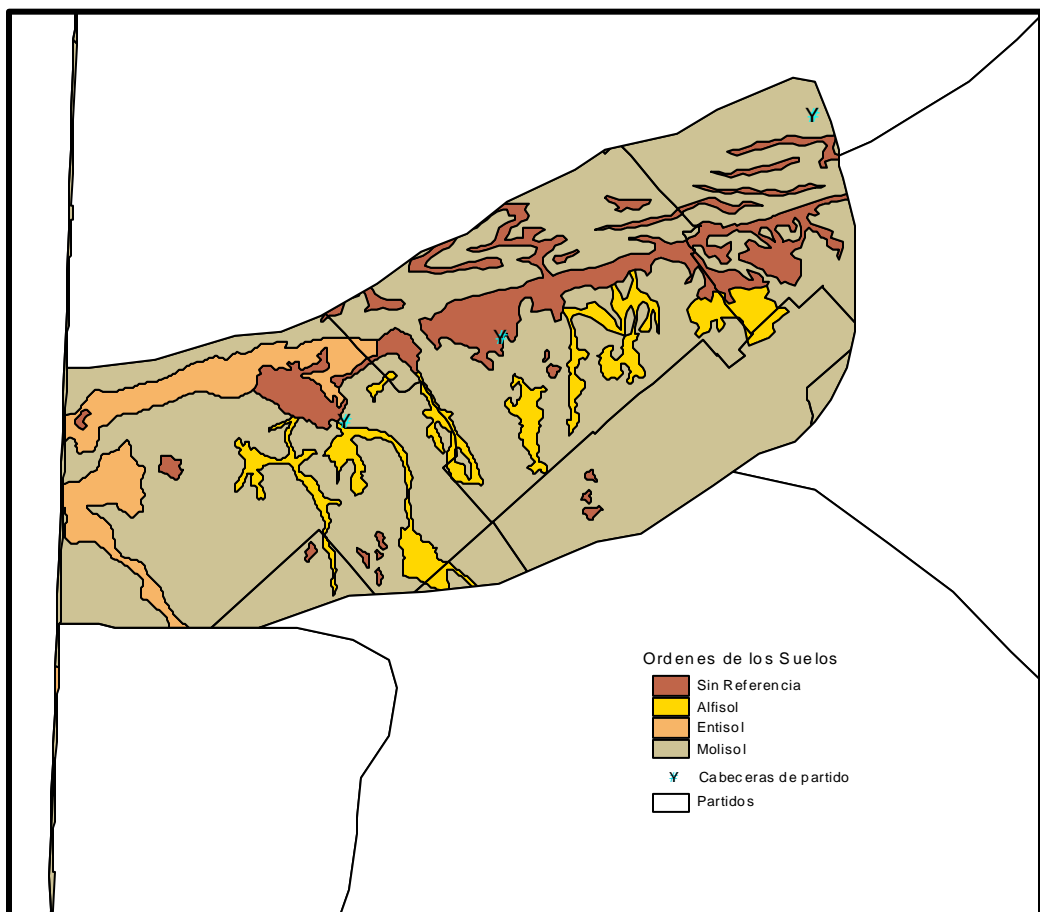 Ordenes de los Suelos
Sin Referencia
Alfisol
Entisol
Molisol
Cabeceras de partido
Partidos